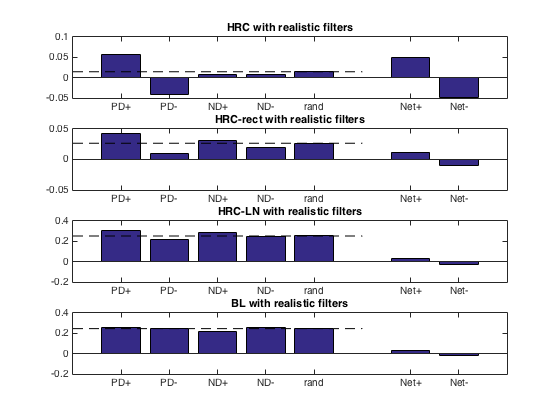 HRC with realistic filters
0.1
0.05
0
-0.05
PD+ PD- ND+ ND- rand Net+ Net-
HRC-rect with realistic filters
0.05
0
-0.05
PD+ PD- ND+ ND- rand Net+ Net-
HRC-LN with realistic filters
0.4
0.2
0
-0.2
PD+ PD- ND+ ND- rand Net+ Net-
BL with realistic filters
0.4
0.2
0
-0.2
PD+ PD- ND+ ND- rand Net+ Net-